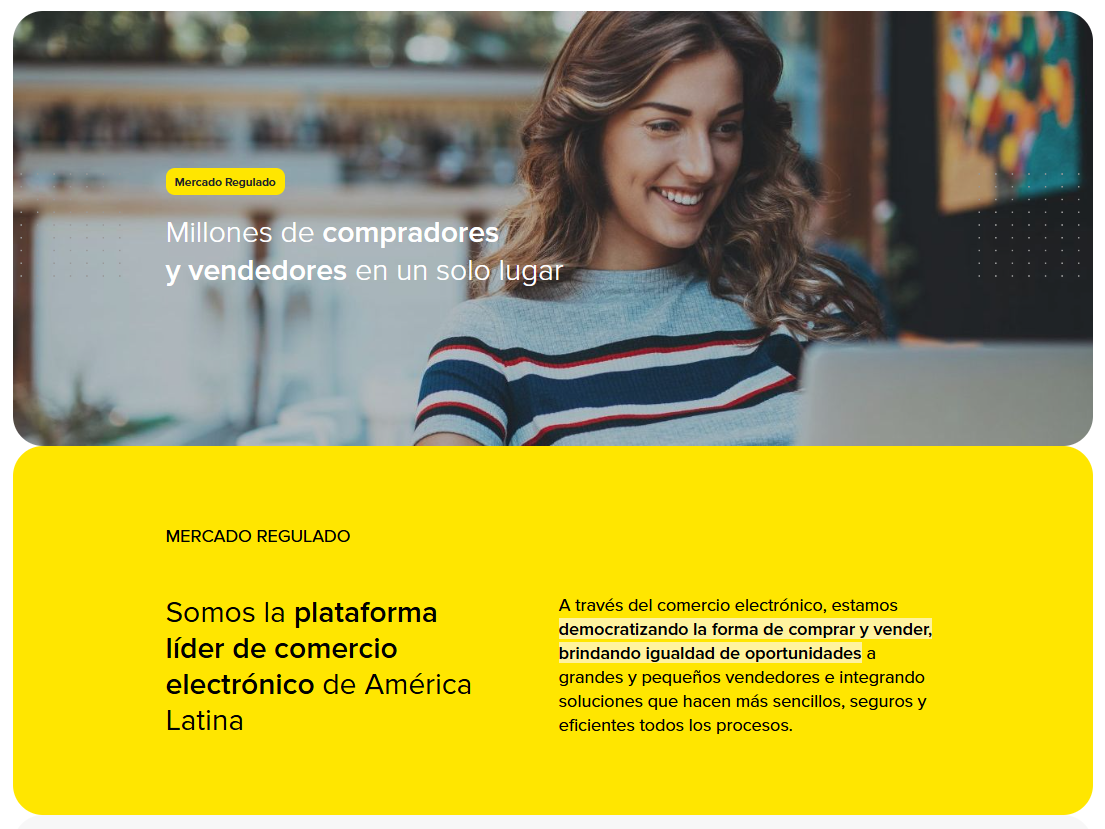 Mercado Regulado
Millones de compradores
y vendedores en un solo lugar
MERCADO REGULADO
Somos la plataforma
líder de comercio
electrónico de América
Latina
A través del comercio electrónico, estamos
democratizando la forma de comprar y vender,
brindando igualdad de oportunidades a
grandes y pequeños vendedores e integrando
soluciones que hacen más sencillos, seguros y
eficientes todos los procesos.